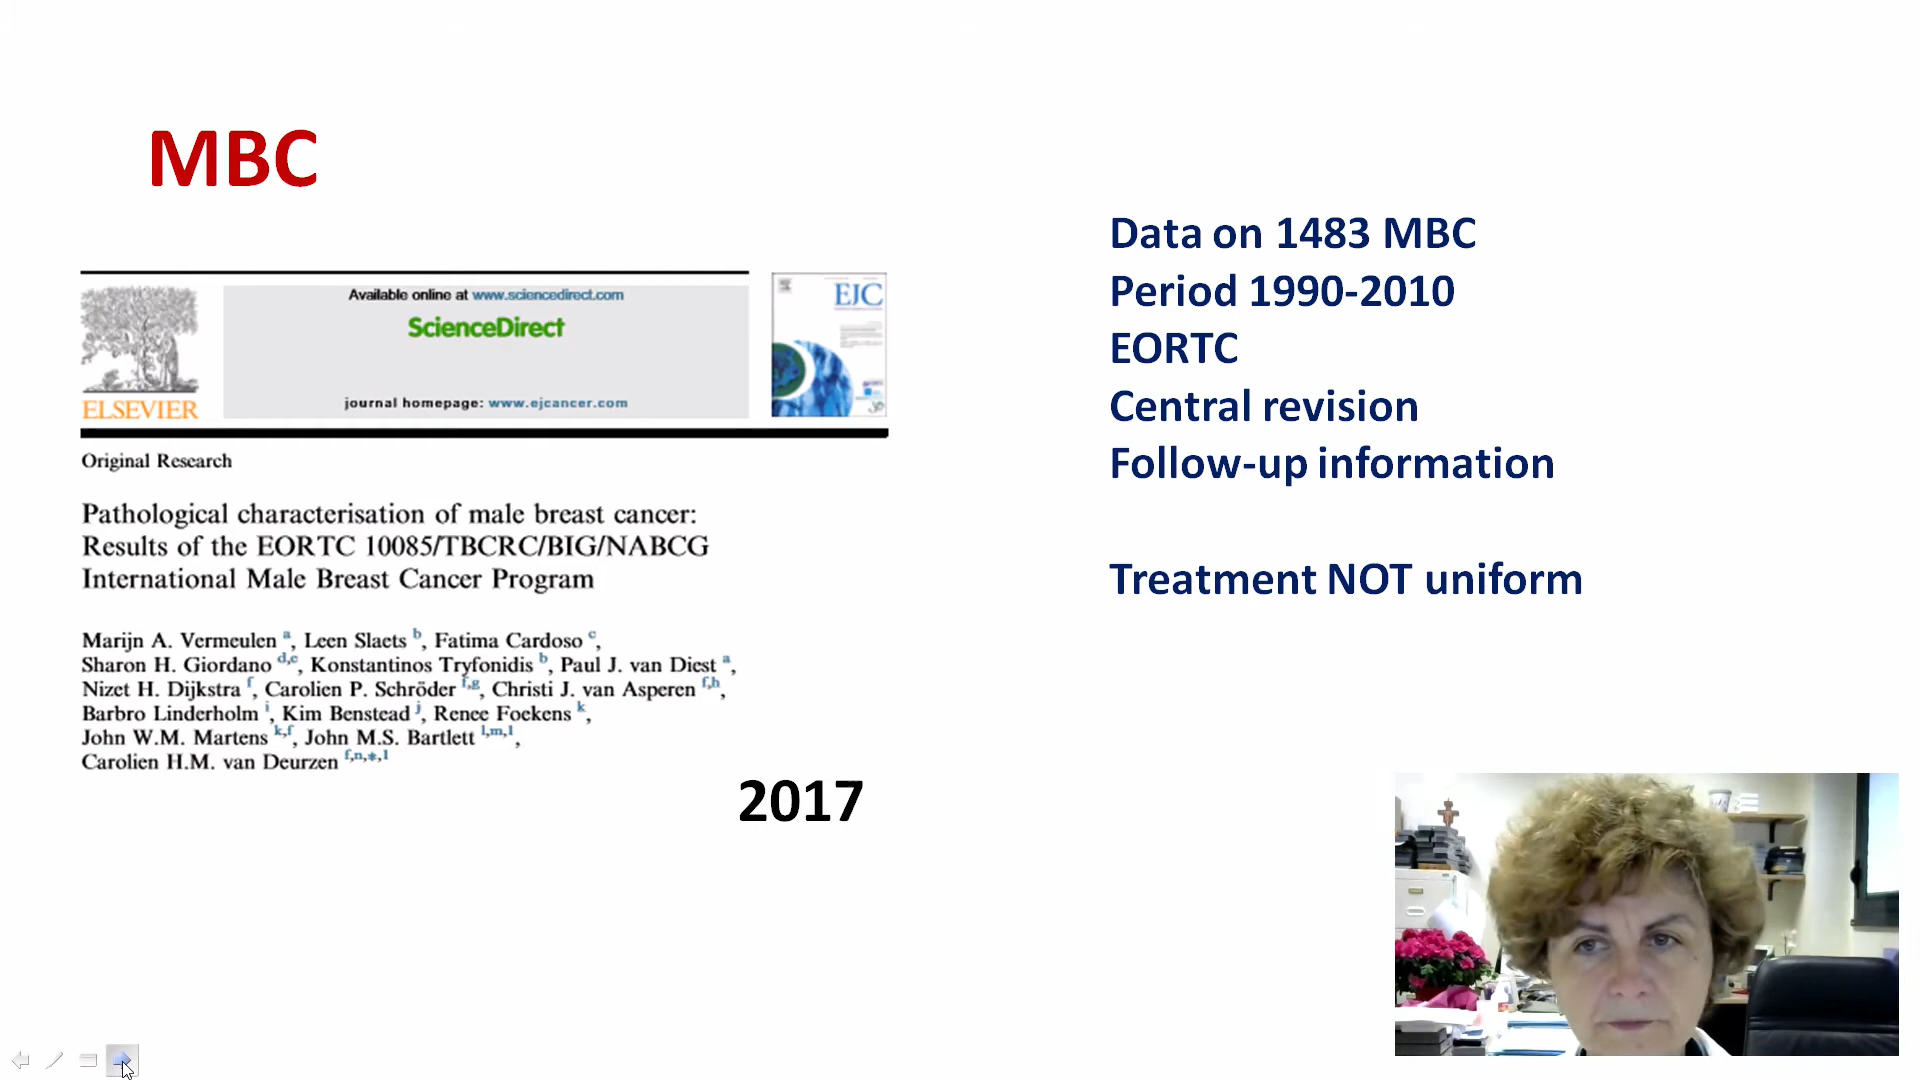 MBC
Available online at www.sciencedirect.com
ScienceDirect
journal homepage: www.ejcancer.com
ELSEVIER
EJC
Original Research
Pathological characterisation of male breast cancer:
Results of the EORTC 10085/TBCRC/BIG/NABCG
International Male Breast Cancer Program
Marijn A. Vermeulen a, Leen Slaets b, Fatima Cardoso c,
Sharon H. Giordano d,e, Konstantinos Tryfonidis b, Paul J. van Diest a,
Nizet H. Dijkstra f, Carolien P. Schröder f,g, Christi J. van Asperen f,h,
Barbro Linderholm i, Kim Benstead j, Renee Foekens k,
John W.M. Martens k,f, John M.S. Bartlett l,m,1,
Carolien H.M. van Deurzen f,n,*,1
2017
Data on 1483 MBC
Period 1990-2010
EORTC
Central revision
Follow-up information
Treatment NOT uniform